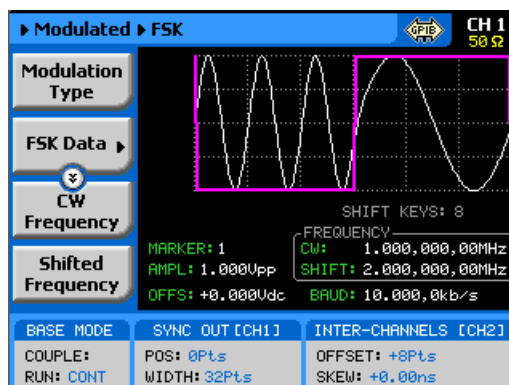 Modulated FSK
GPIB
CH 1
50 Ω
Modulation
Type
FSK Data
CW
Frequency
Shifted
Frequency
SHIFT KEYS: 8
MARKER: 1
AMPL: 1.000Vpp
OFFS: +0.000Vdc
FREQUENCY
CW: 1.000,000,00MHz
SHIFT: 2.000,000,00MHz
BAUD: 10.000,0kb/s
BASE MODE
COUPLE:
RUN: CONT
SYNC OUT [CH1]
POS: 0Pts
WIDTH: 32Pts
INTER-CHANNELS [CH2]
OFFSET: +8Pts
SKEW: +0.00ns